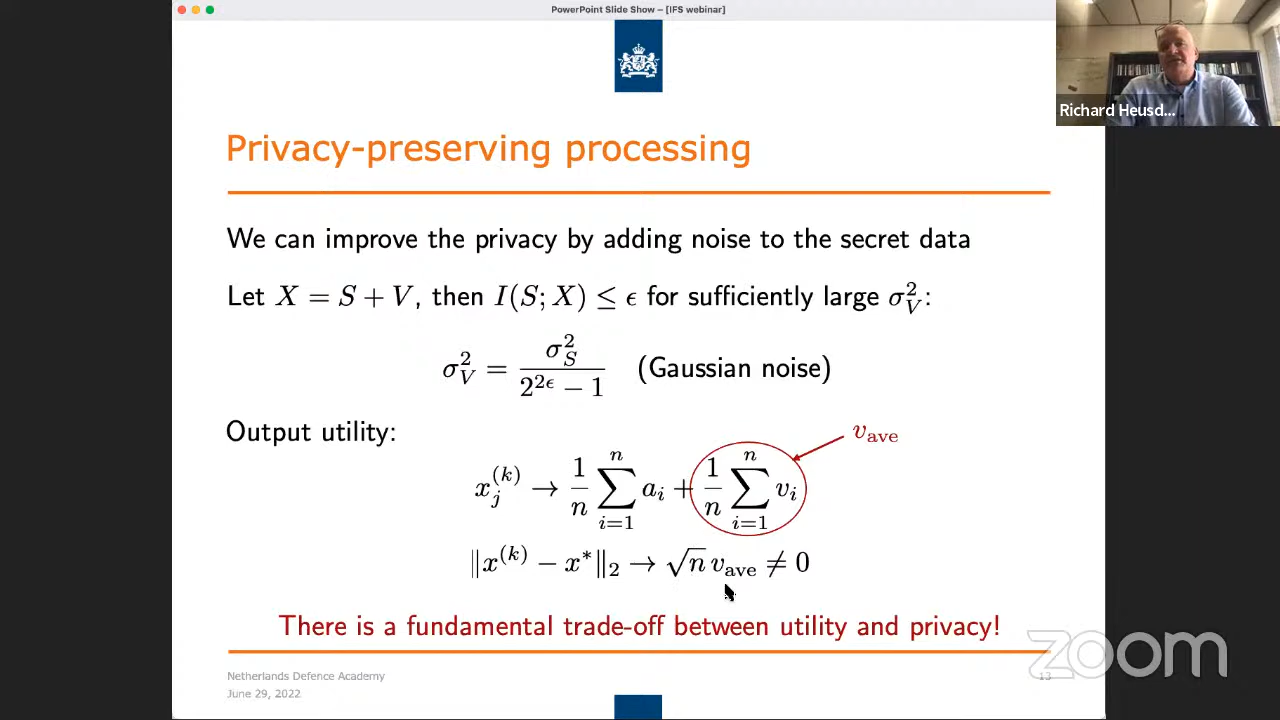 PowerPoint Slide Show – [IFS webinar]
Richard Heusd...
Privacy-preserving processing
We can improve the privacy by adding noise to the secret data
Let X = S + V, then I(S; X) ≤ ϵ for sufficiently large σ_V^2:
σ_V^2 = σ_S^2 / (2^{2ϵ} − 1) (Gaussian noise)
Output utility:
v_ave
x_j^{(k)} → 1/n ∑_{i=1}^{n} a_i + 1/n ∑_{i=1}^{n} v_i
‖x^{(k)} − x*‖_2 → √n v_ave ≠ 0
There is a fundamental trade-off between utility and privacy!
zoom
Netherlands Defence Academy
13
June 29, 2022